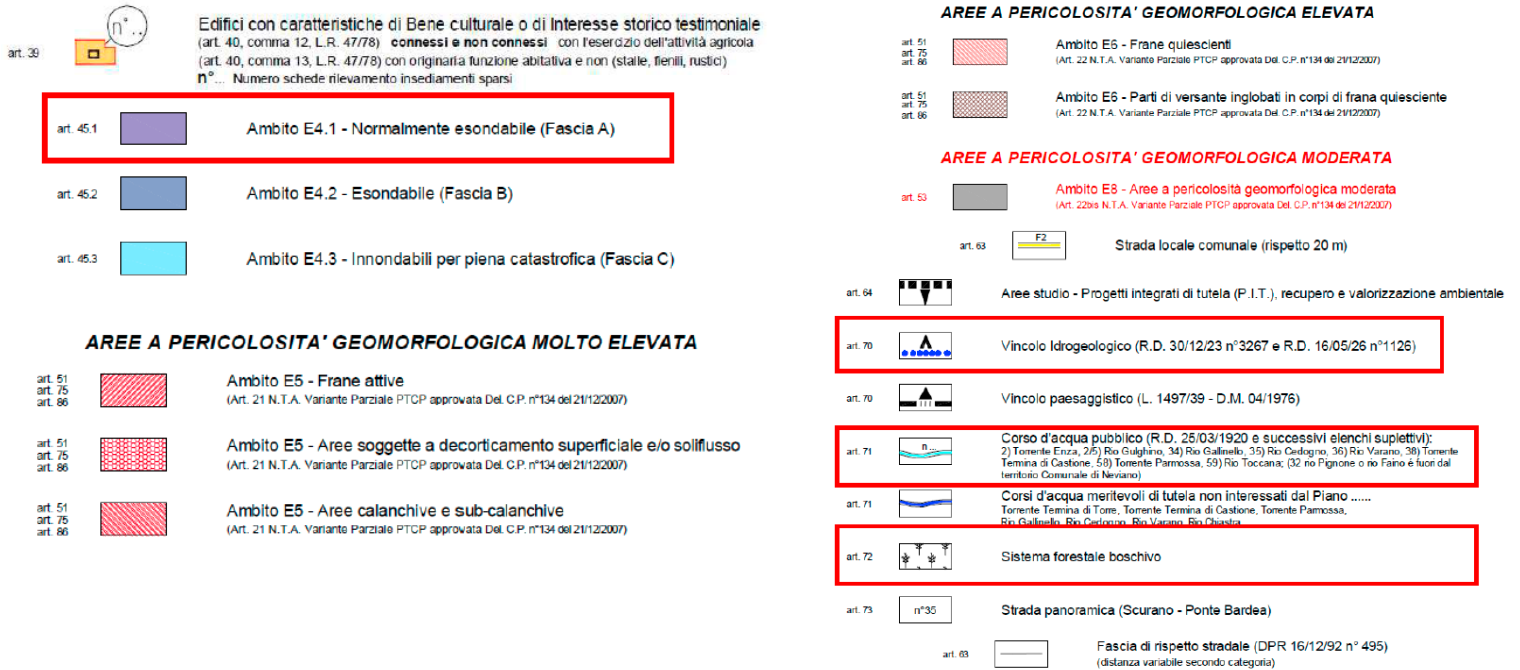 art. 39
n°..
Edifici con caratteristiche di Bene culturale o di Interesse storico testimoniale
(art. 40, comma 12, L.R. 47/78) connessi e non connessi con l'esercizio dell'attività agricola
(art. 40, comma 13, L.R. 47/78) con originaria funzione abitativa e non (stalle, fienili, rustici)
n°... Numero schede rilevamento insediamenti sparsi
art. 45.1
Ambito E4.1 - Normalmente esondabile (Fascia A)
art. 45.2
Ambito E4.2 - Esondabile (Fascia B)
art. 45.3
Ambito E4.3 - Innondabili per piena catastrofica (Fascia C)
AREE A PERICOLOSITA' GEOMORFOLOGICA MOLTO ELEVATA
art. 51
art. 75
art. 86
Ambito E5 - Frane attive
(Art. 21 N.T.A. Variante Parziale PTCP approvata Del. C.P. n°134 del 21/12/2007)
art. 51
art. 75
art. 86
Ambito E5 - Aree soggette a decorticamento superficiale e/o soliflusso
(Art. 21 N.T.A. Variante Parziale PTCP approvata Del. C.P. n°134 del 21/12/2007)
art. 51
art. 75
art. 86
Ambito E5 - Aree calanchive e sub-calanchive
(Art. 21 N.T.A. Variante Parziale PTCP approvata Del. C.P. n°134 del 21/12/2007)
AREE A PERICOLOSITA' GEOMORFOLOGICA ELEVATA
art. 51
art. 75
art. 86
Ambito E6 - Frane quiescienti
(Art. 22 N.T.A. Variante Parziale PTCP approvata Del. C.P. n°134 del 21/12/2007)
art. 51
art. 75
art. 86
Ambito E6 - Parti di versante inglobati in corpi di frana quiesciente
(Art. 22 N.T.A. Variante Parziale PTCP approvata Del. C.P. n°134 del 21/12/2007)
AREE A PERICOLOSITA' GEOMORFOLOGICA MODERATA
art. 53
Ambito E8 - Aree a pericolosità geomorfologica moderata
(Art. 22bis N.T.A. Variante Parziale PTCP approvata Del. C.P. n°134 del 21/12/2007)
art. 63
F2
Strada locale comunale (rispetto 20 m)
art. 64
Aree studio - Progetti integrati di tutela (P.I.T.), recupero e valorizzazione ambientale
art. 70
Vincolo Idrogeologico (R.D. 30/12/23 n°3267 e R.D. 16/05/26 n°1126)
art. 70
Vincolo paesaggistico (L. 1497/39 - D.M. 04/1976)
art. 71
n...
Corso d'acqua pubblico (R.D. 25/03/1920 e successivi elenchi suplettivi):
2) Torrente Enza, 2/5) Rio Gulghino, 34) Rio Gallinello, 35) Rio Cedogno, 36) Rio Varano, 38) Torrente
Termina di Castione, 58) Torrente Parmossa, 59) Rio Toccana; (32 rio Pignone o rio Faino è fuori dal
territorio Comunale di Neviano)
art. 71
Corsi d'acqua meritevoli di tutela non interessati dal Piano ......
Torrente Termina di Torre, Torrente Termina di Castione, Torrente Parmossa,
Rio Gallinello, Rio Cedogno, Rio Varano, Rio Chiastra
art. 72
Sistema forestale boschivo
art. 73
n°35
Strada panoramica (Scurano - Ponte Bardea)
art. 63
Fascia di rispetto stradale (DPR 16/12/92 n° 495)
(distanza variabile secondo categoria)